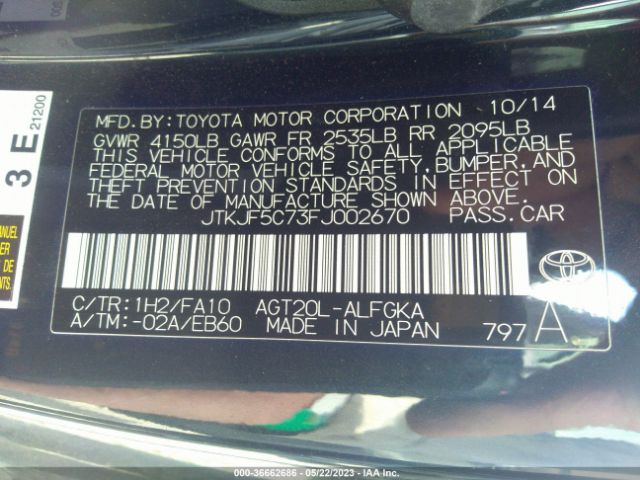 MFD.BY:TOYOTA MOTOR CORPORATION 10/14
GVWR 4150LB GAWR FR 2535LB RR 2095LB
THIS VEHICLE CONFORMS TO ALL APPLICABLE
FEDERAL MOTOR VEHICLE SAFETY,BUMPER,AND
THEFT PREVENTION STANDARDS IN EFFECT ON
THE DATE OF MANUFACTURE SHOWN ABOVE.
JTKJF5C73FJ002670 PASS.CAR
C/TR:1H2/FA10 AGT20L-ALFGKA
A/TM:-02A/EB60 MADE IN JAPAN 797 A
3 E
21200
MANUEL
DE
000-36662686 - 05/22/2023 - IAA Inc.